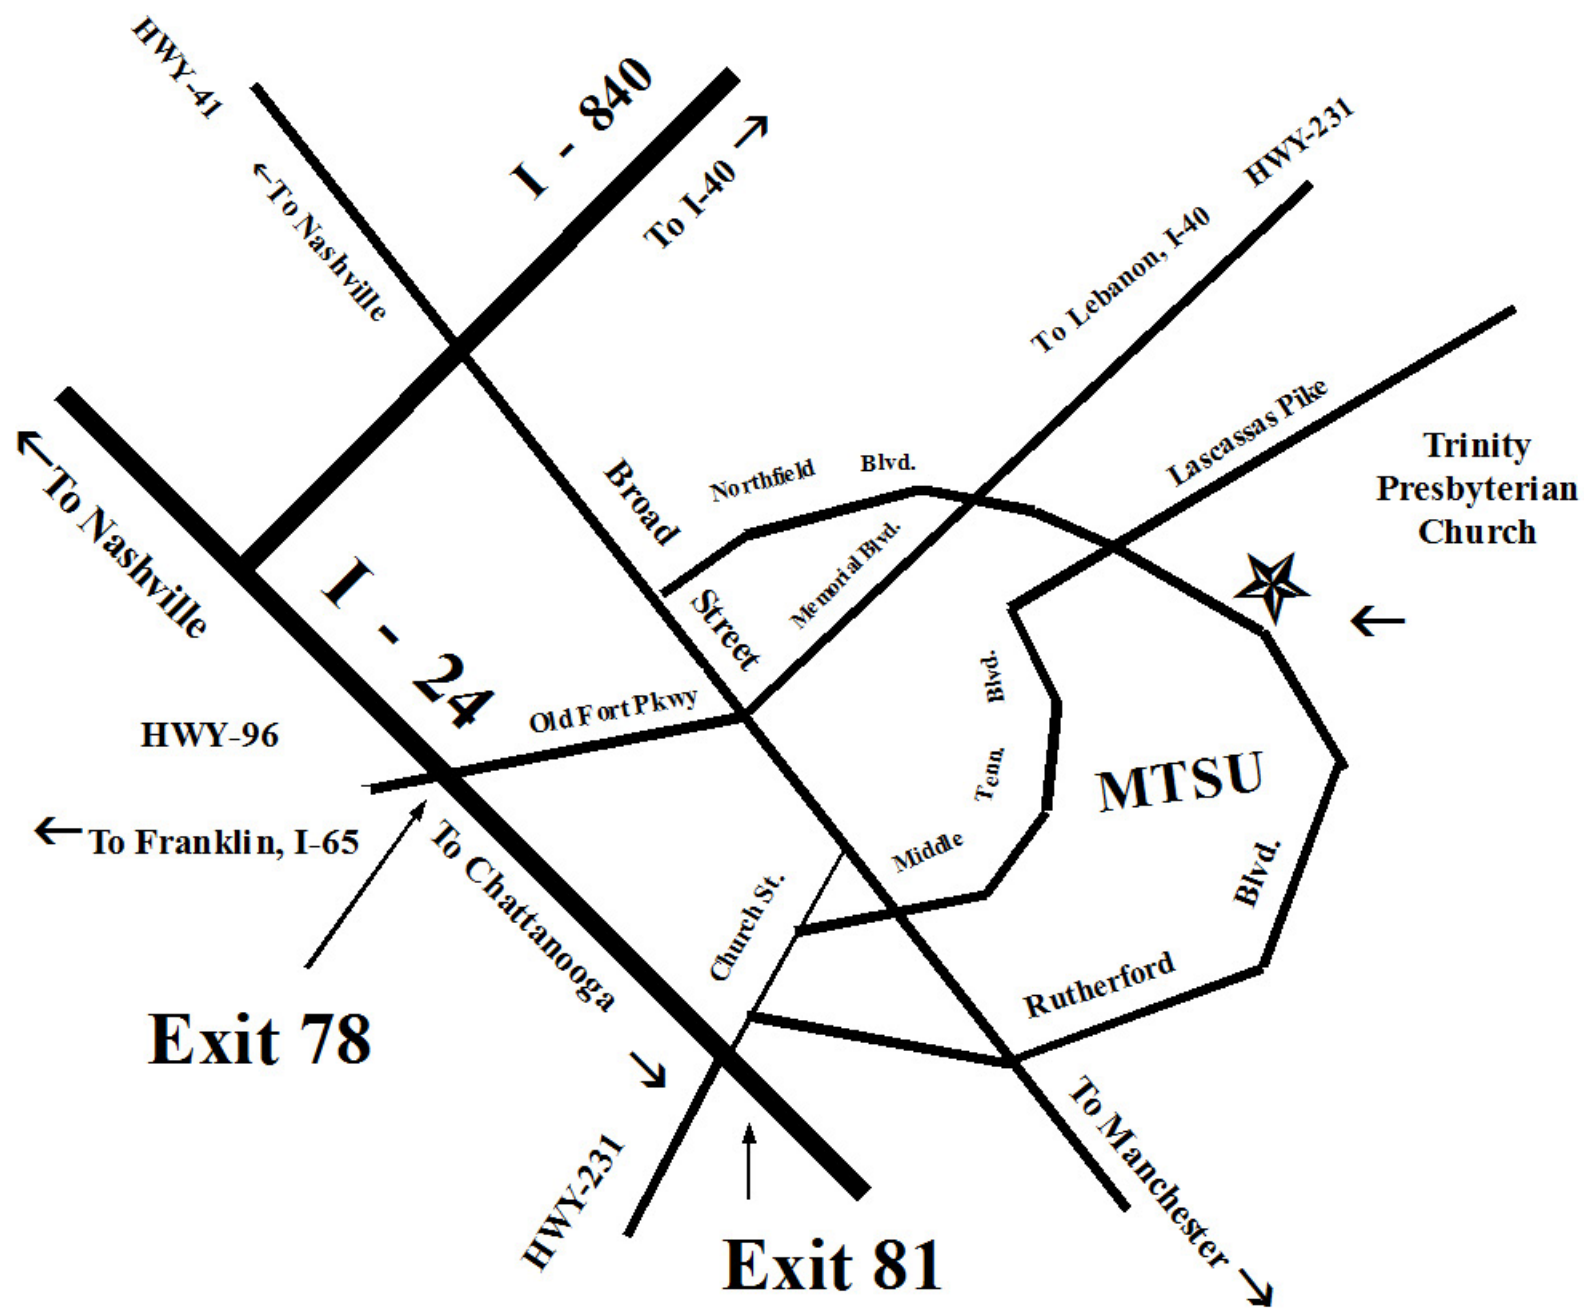 HWY-41
I - 840
←To Nashville
To I-40 →
HWY-231
To Lebanon, I-40
Lascassas Pike
Trinity
Presbyterian
Church
←
←To Nashville
Broad
Street
Northfield Blvd.
Memorial Blvd.
I - 24
Old Fort Pkwy
HWY-96
←To Franklin, I-65
Middle Tenn. Blvd.
MTSU
To Chattanooga →
Church St.
Rutherford Blvd.
Exit 78
HWY-231
Exit 81
To Manchester →